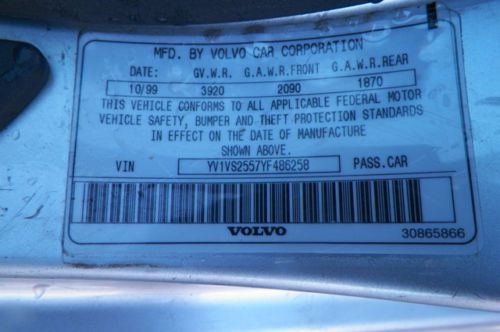 MFD. BY VOLVO CAR CORPORATION
DATE: GV.W.R. G.A.W.R.FRONT G.A.W.R.REAR
10/99 3920 2090 1870
THIS VEHICLE CONFORMS TO ALL APPLICABLE FEDERAL MOTOR
VEHICLE SAFETY, BUMPER AND THEFT PROTECTION STANDARDS
IN EFFECT ON THE DATE OF MANUFACTURE
SHOWN ABOVE.
VIN YV1VS2557YF486258 PASS.CAR
VOLVO 30865866